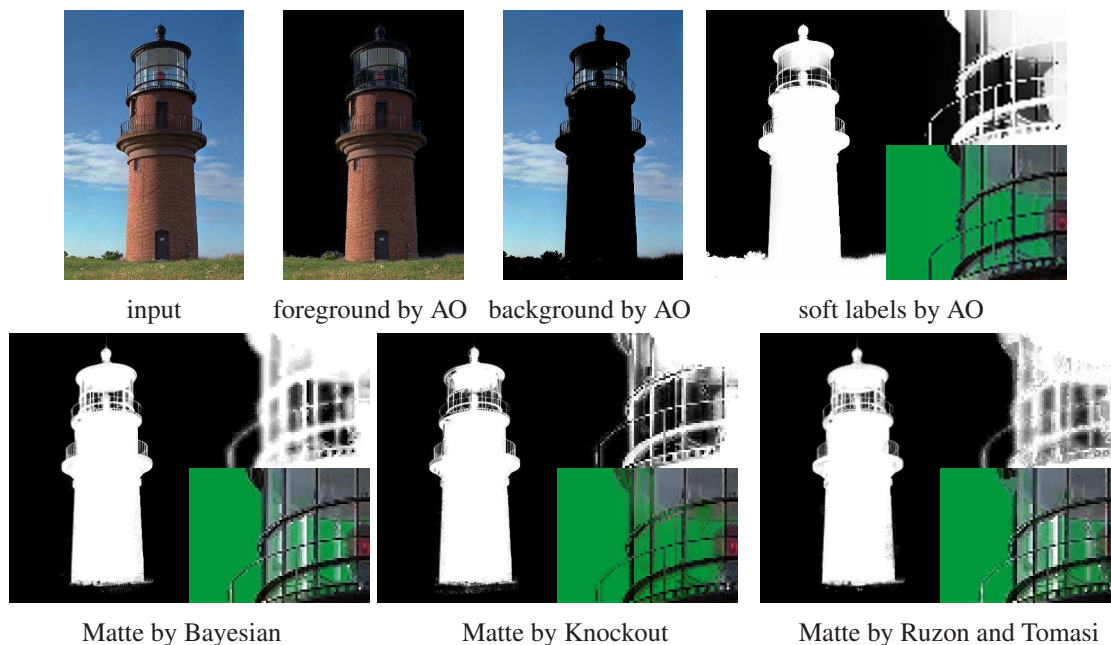 input
foreground by AO
background by AO
soft labels by AO
Matte by Bayesian
Matte by Knockout
Matte by Ruzon and Tomasi